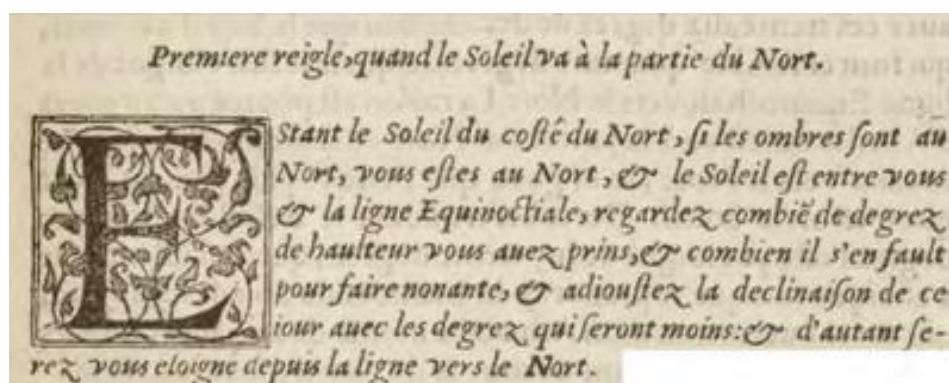 Premiere reigle, quand le Soleil va à la partie du Nort.
EStant le Soleil du costé du Nort, si les ombres sont au
Nort, vous estes au Nort, & le Soleil est entre vous
& la ligne Equinoctiale, regardez combiẽ de degrez
de haulteur vous auez prins, & combien il s'en fault
pour faire nonante, & adioustez la declinaison de ce
iour auec les degrez qui seront moins: & d'autant se-
rez vous eloigne depuis la ligne vers le Nort.